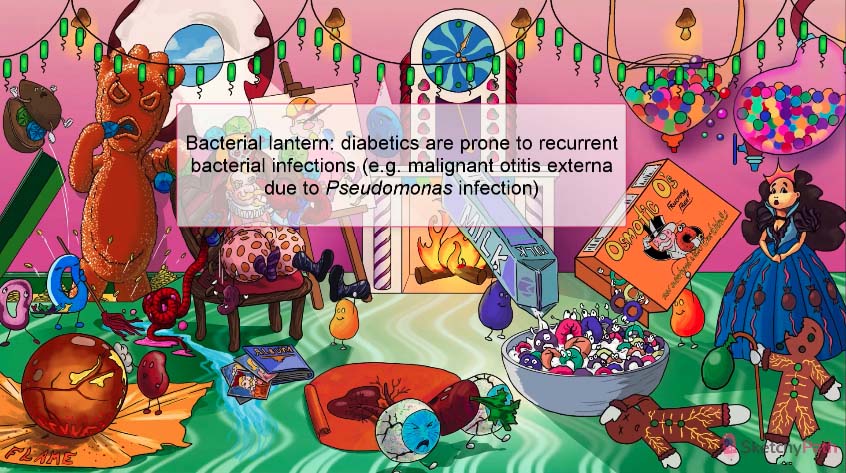 Bacterial lantern: diabetics are prone to recurrent
bacterial infections (e.g. malignant otitis externa
due to Pseudomonas infection)
MILK
Osmotic O's
ALBUM
FLAME
SketchyPath